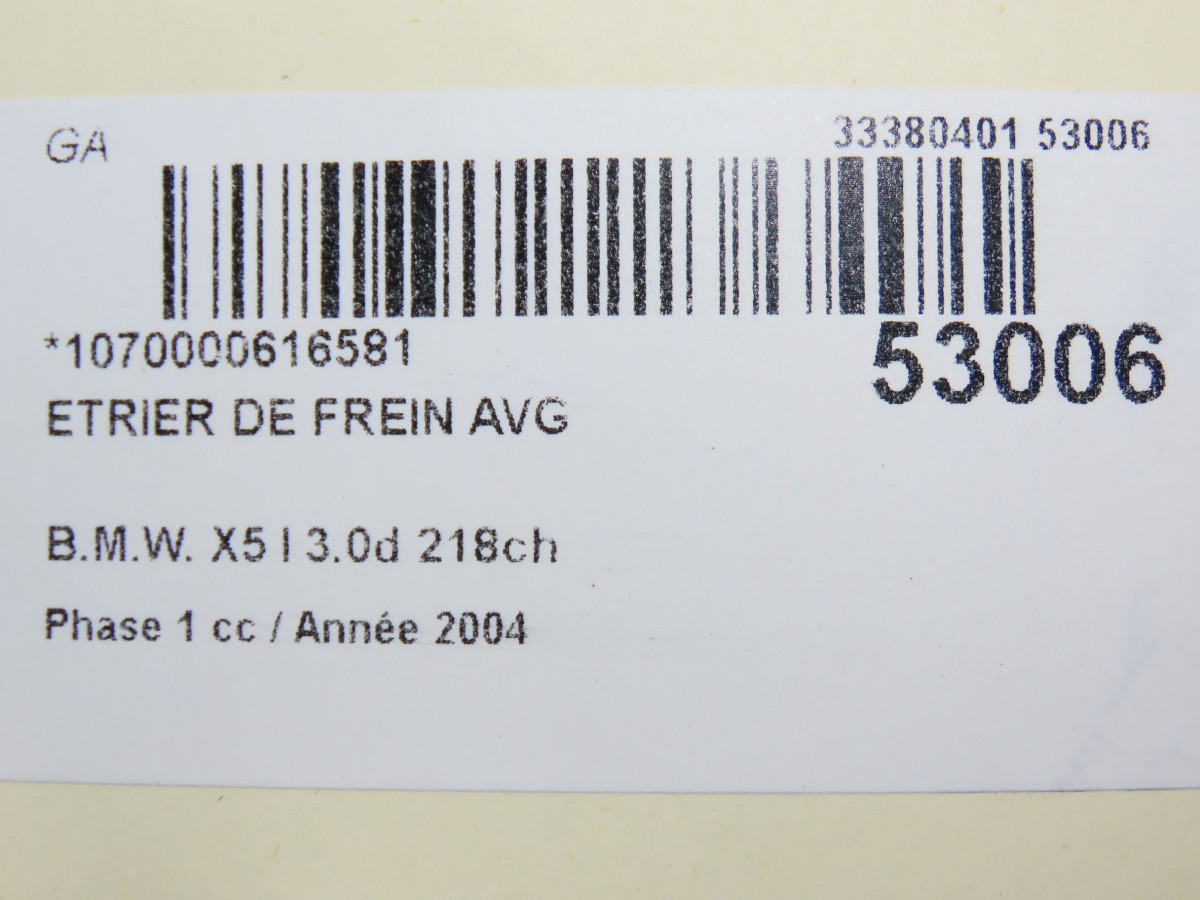 GA
33380401 53006
*1070000616581
53006
ETRIER DE FREIN AVG
B.M.W. X5 I 3.0d 218ch
Phase 1 cc / Année 2004